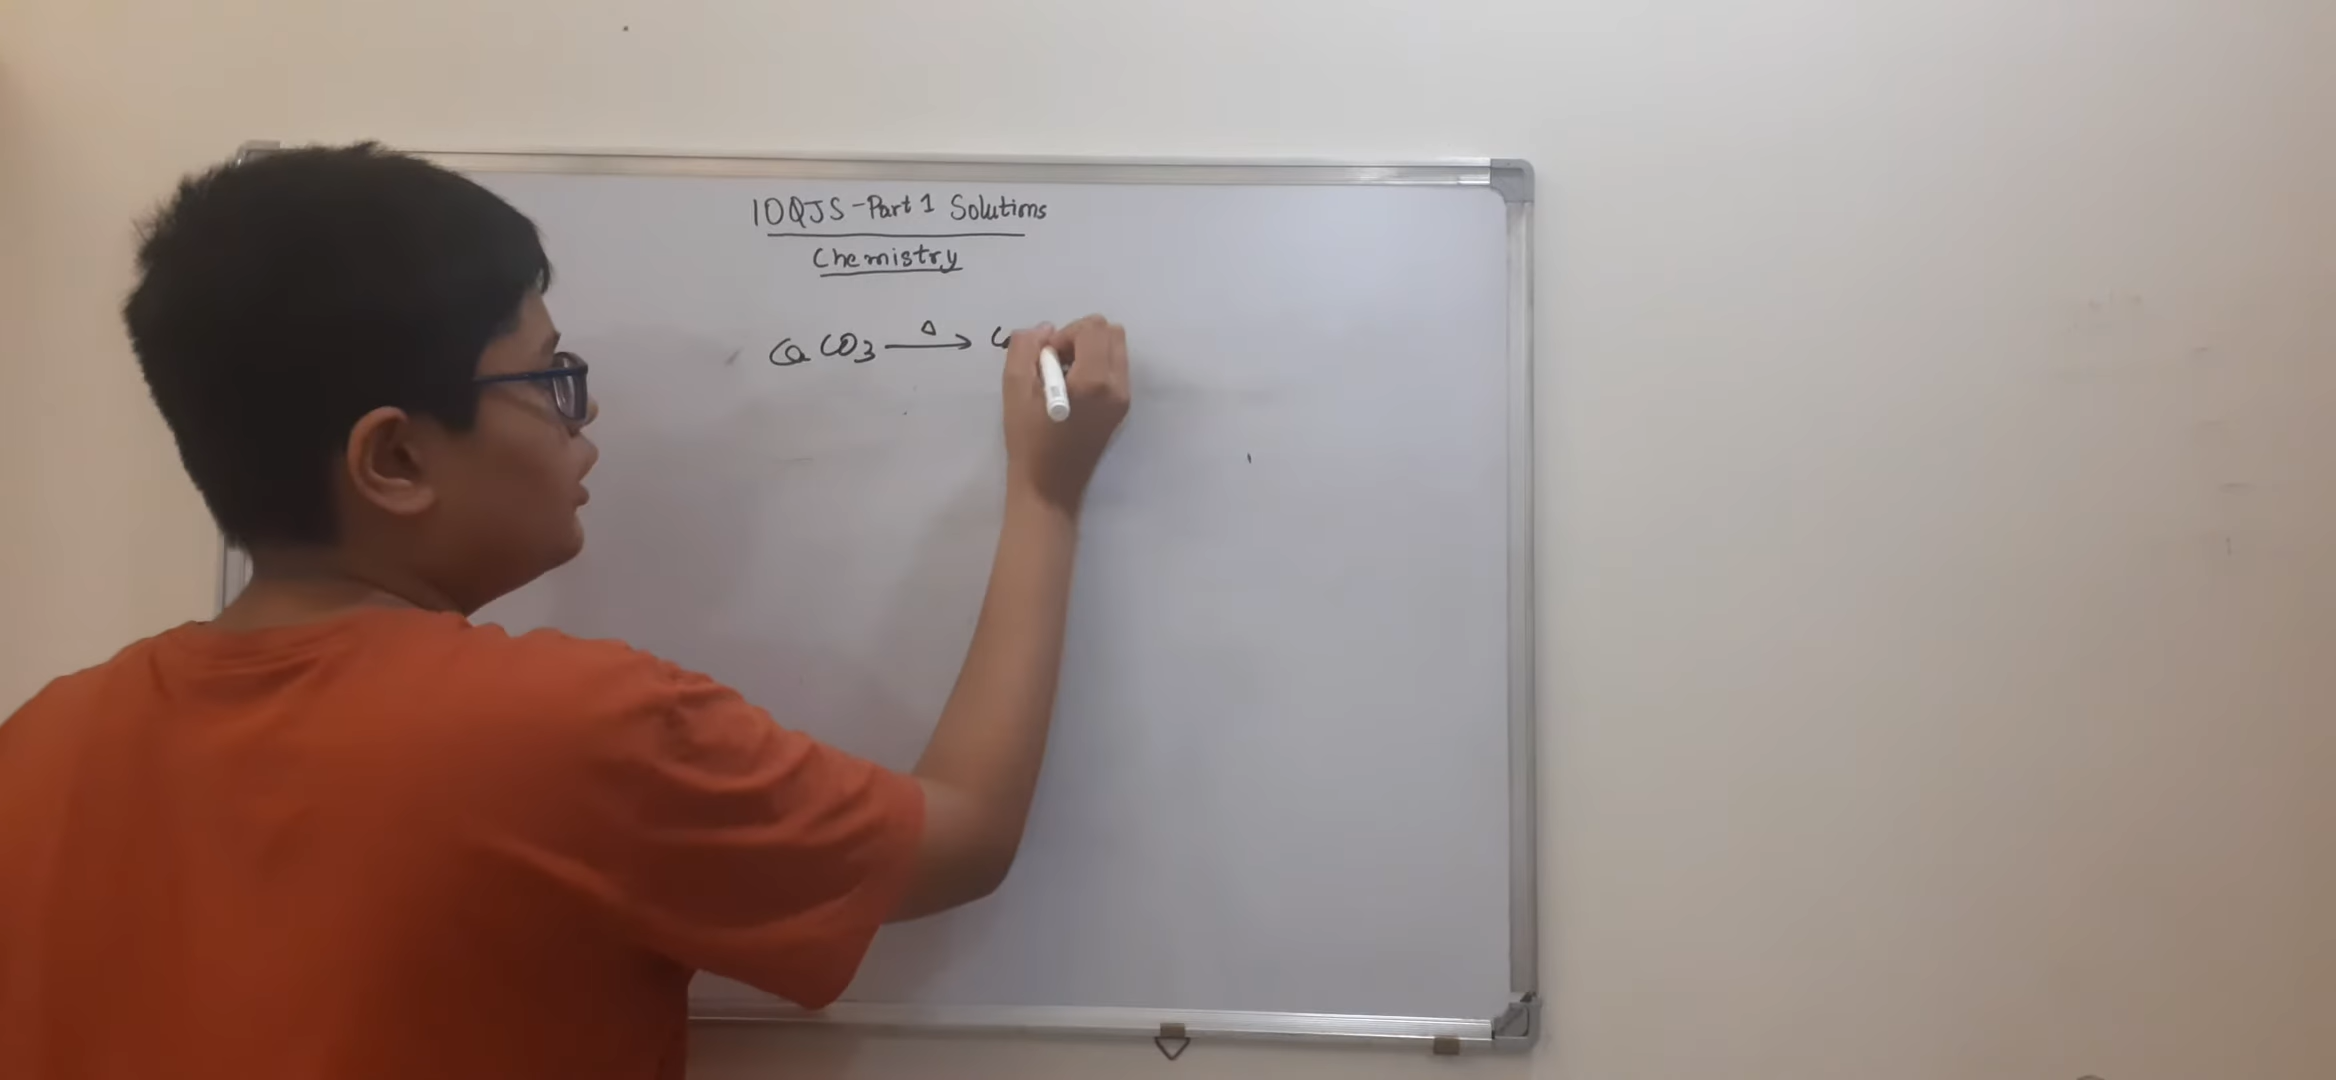 IOQJS - Part 1 Solutions
Chemistry
CaCO3 —Δ→ C